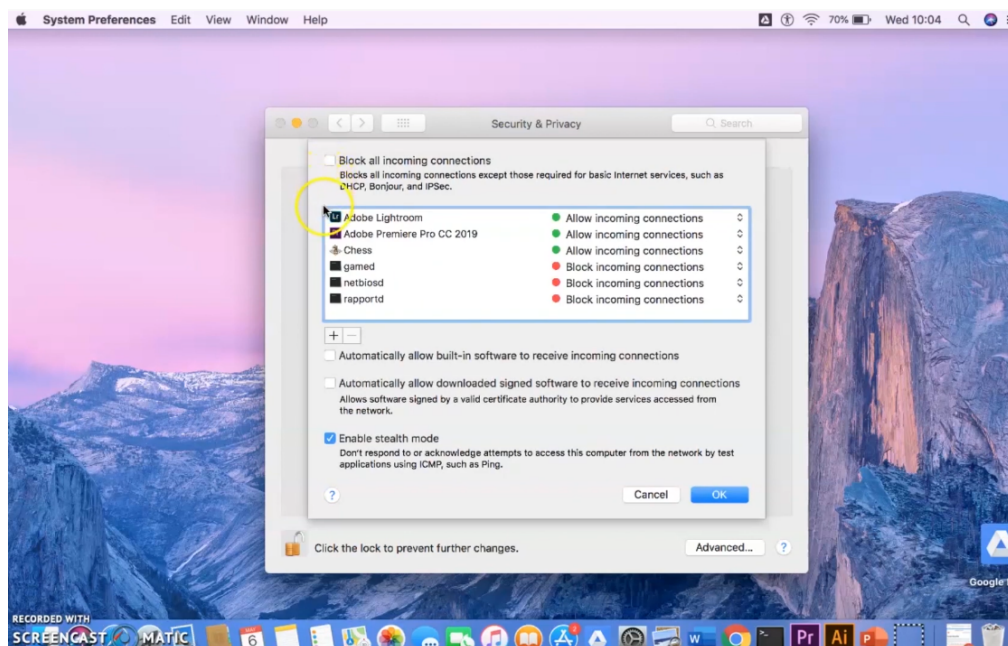 System Preferences Edit View Window Help 70% Wed 10:04
Security & Privacy Search
Block all incoming connections
Blocks all incoming connections except those required for basic Internet services, such as
DHCP, Bonjour, and IPSec.
Lr Adobe Lightroom Allow incoming connections
Adobe Premiere Pro CC 2019 Allow incoming connections
Chess Allow incoming connections
gamed Block incoming connections
netbiosd Block incoming connections
rapportd Block incoming connections
+ −
Automatically allow built-in software to receive incoming connections
Automatically allow downloaded signed software to receive incoming connections
Allows software signed by a valid certificate authority to provide services accessed from
the network.
Enable stealth mode
Don't respond to or acknowledge attempts to access this computer from the network by test
applications using ICMP, such as Ping.
? Cancel OK
Click the lock to prevent further changes. Advanced... ?
Google
RECORDED WITH
SCREENCAST MATIC
6 W Pr Ai P